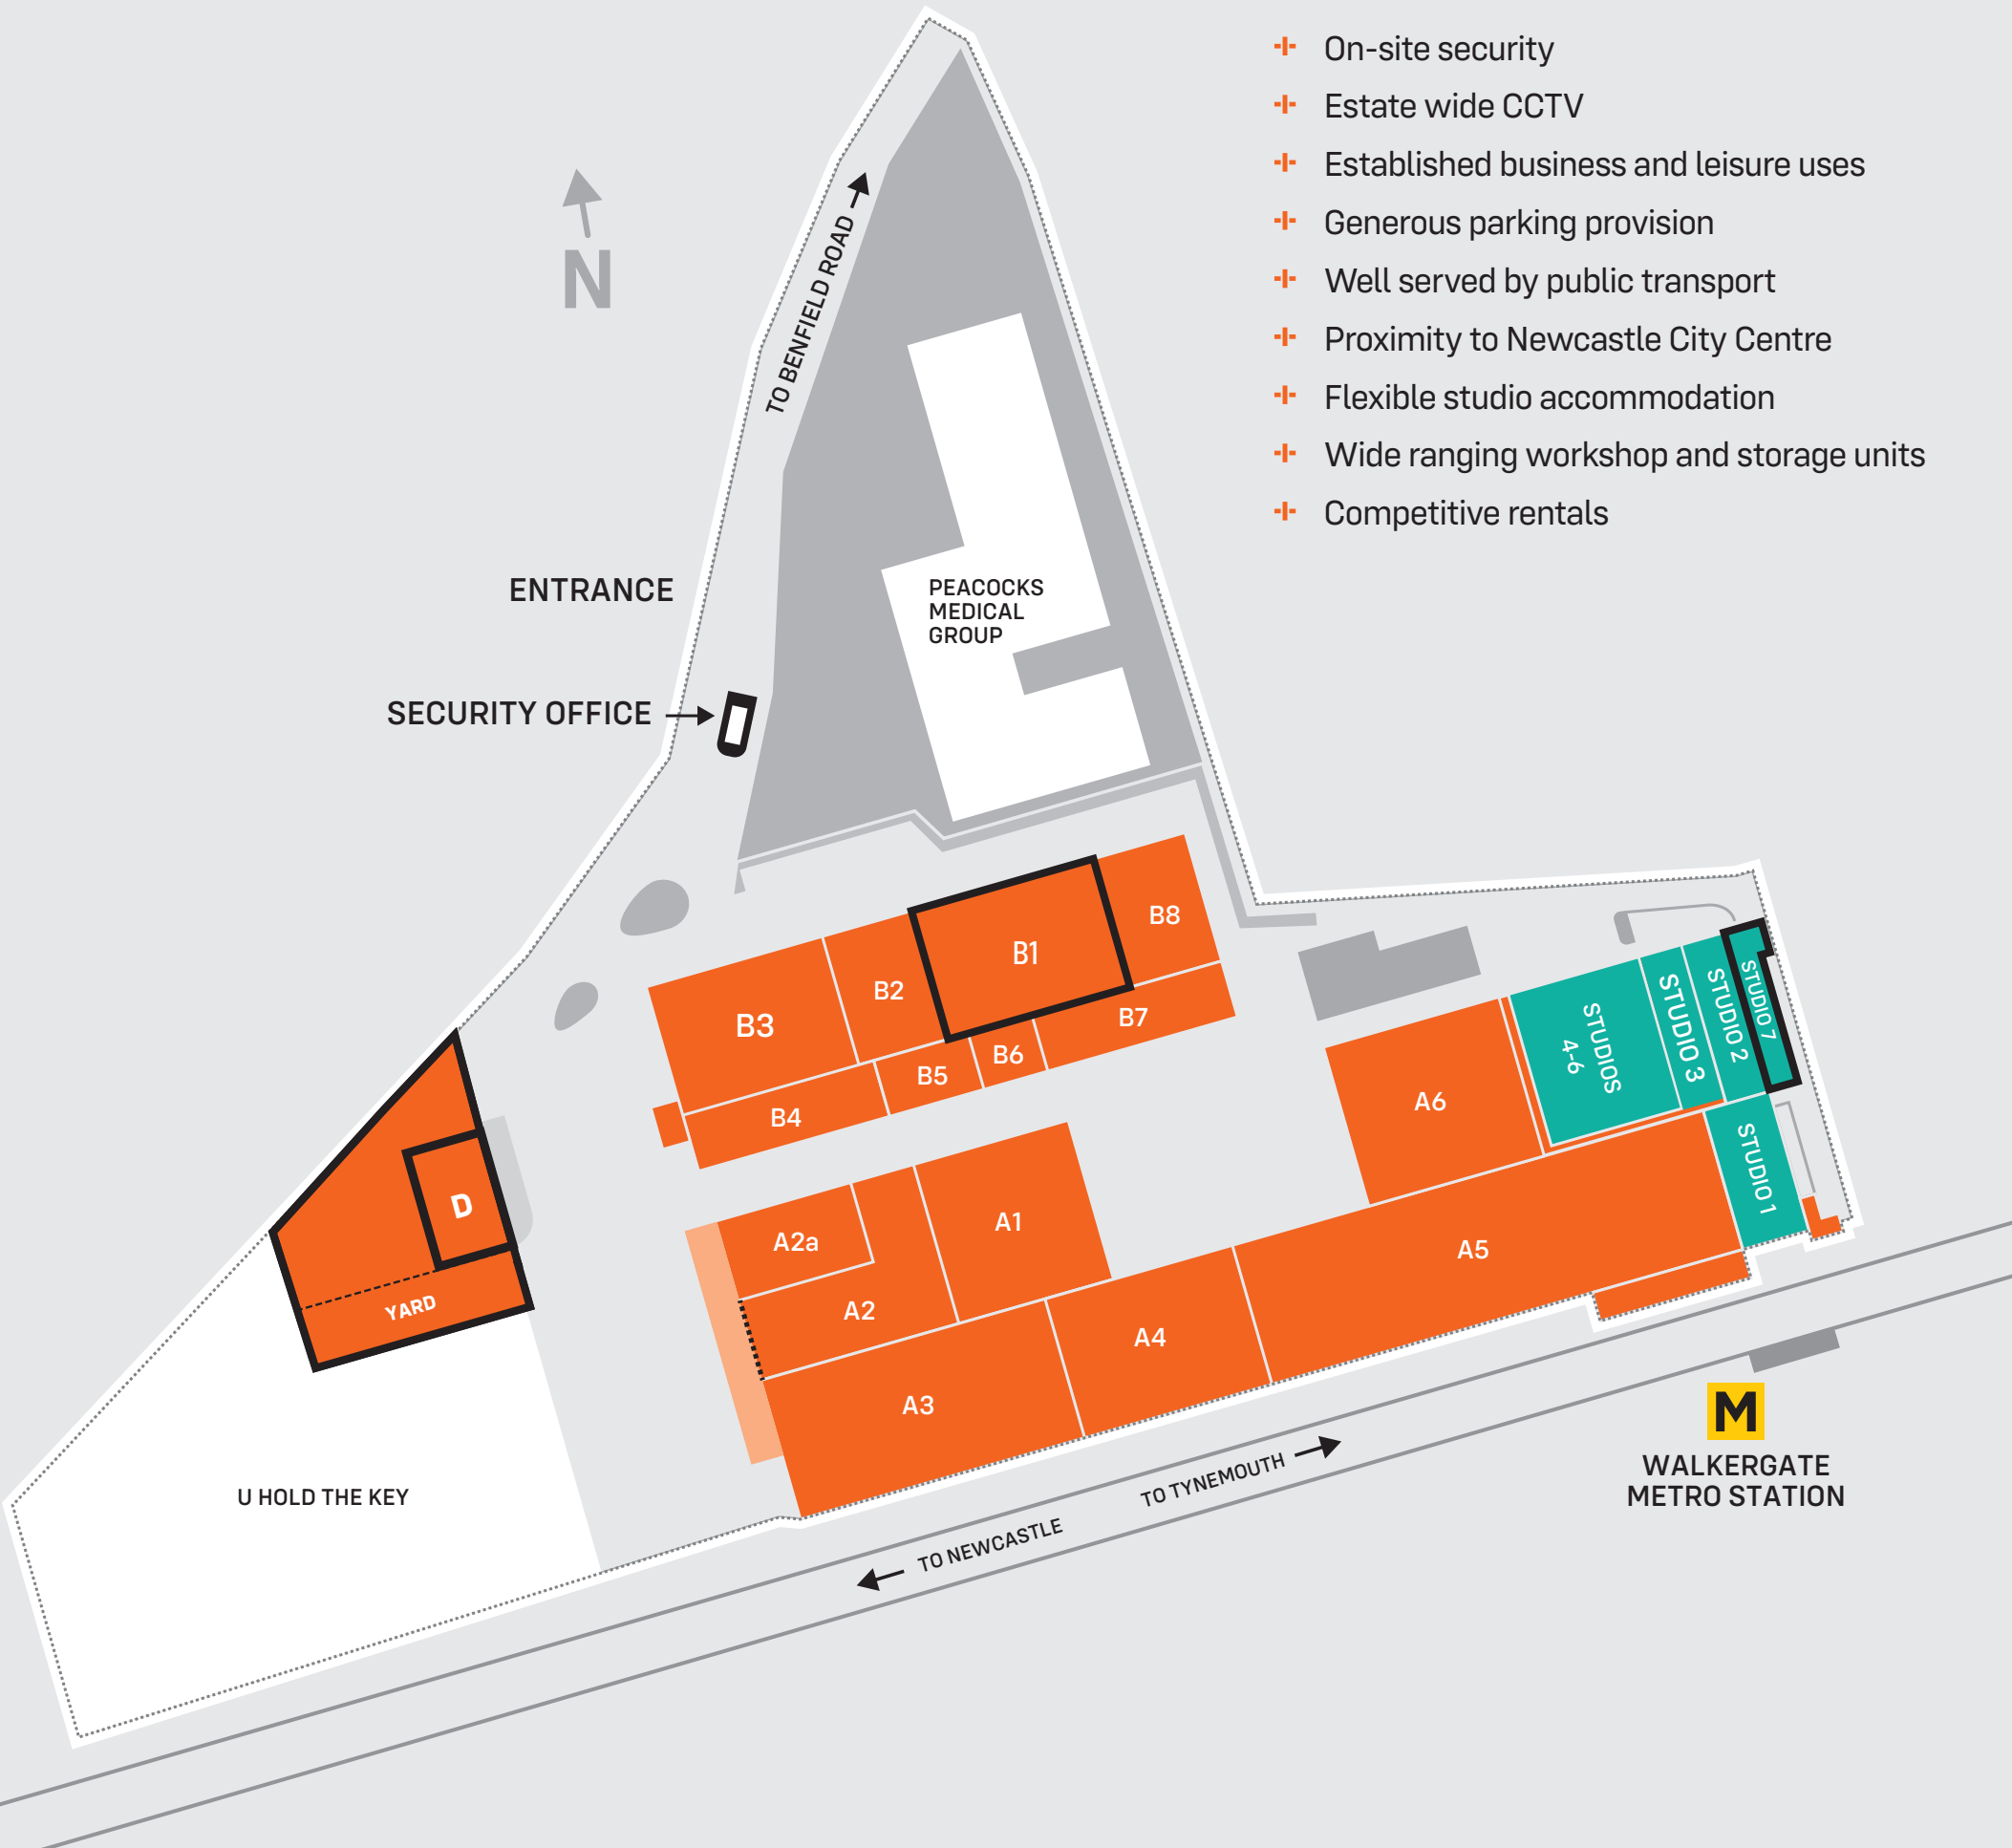 On-site security
Estate wide CCTV
Established business and leisure uses
Generous parking provision
Well served by public transport
Proximity to Newcastle City Centre
Flexible studio accommodation
Wide ranging workshop and storage units
Competitive rentals
N
TO BENFIELD ROAD
ENTRANCE
PEACOCKS
MEDICAL
GROUP
SECURITY OFFICE
B8
B1
B2
B3
B7
B6
B5
B4
STUDIO 7
STUDIO 2
STUDIO 3
STUDIOS
4-6
A6
STUDIO 1
D
YARD
A1
A2a
A2
A5
A4
A3
M
WALKERGATE
METRO STATION
TO TYNEMOUTH
TO NEWCASTLE
U HOLD THE KEY